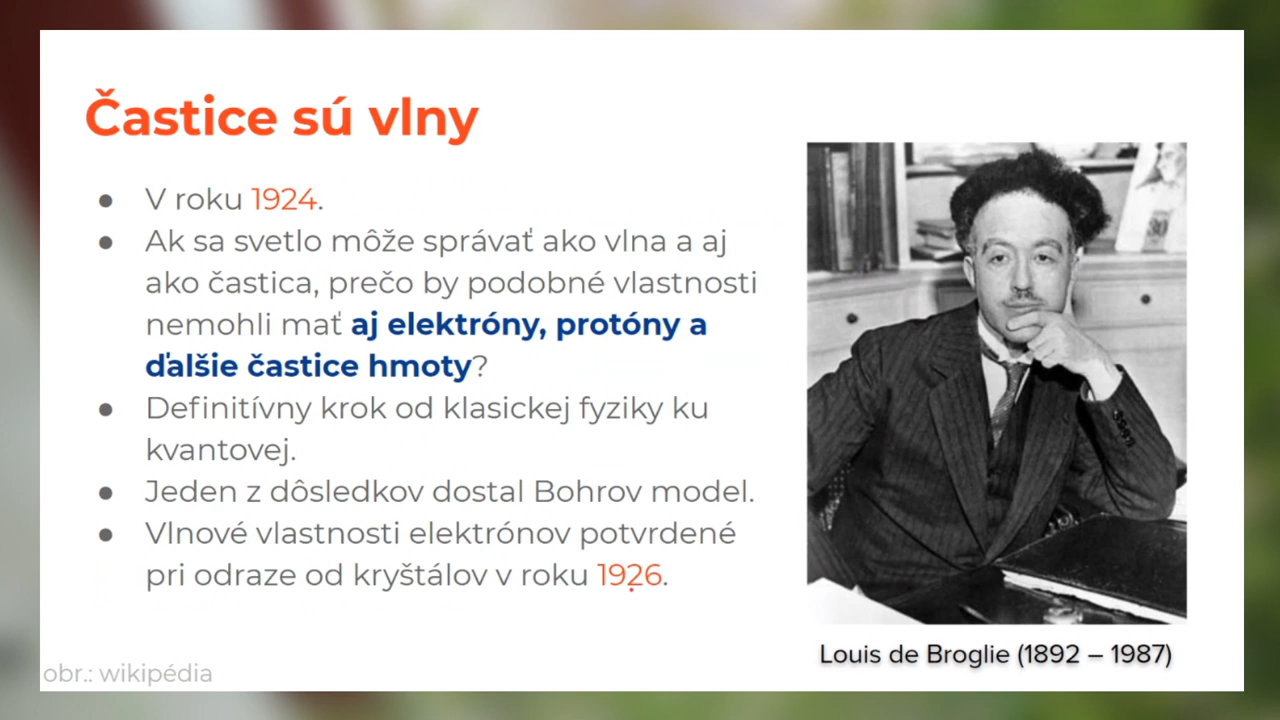 Častice sú vlny
● V roku 1924.
● Ak sa svetlo môže správať ako vlna a aj
ako častica, prečo by podobné vlastnosti
nemohli mať aj elektróny, protóny a
ďalšie častice hmoty?
● Definitívny krok od klasickej fyziky ku
kvantovej.
● Jeden z dôsledkov dostal Bohrov model.
● Vlnové vlastnosti elektrónov potvrdené
pri odraze od kryštálov v roku 1926.
Louis de Broglie (1892 – 1987)
obr.: wikipédia